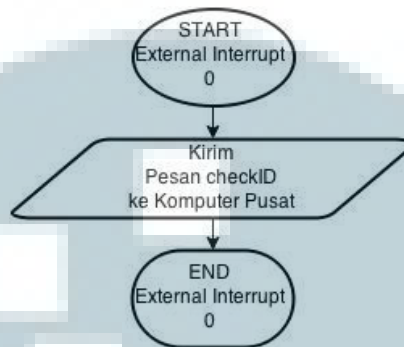 START
External Interrupt
0
Kirim
Pesan checkID
ke Komputer Pusat
END
External Interrupt
0